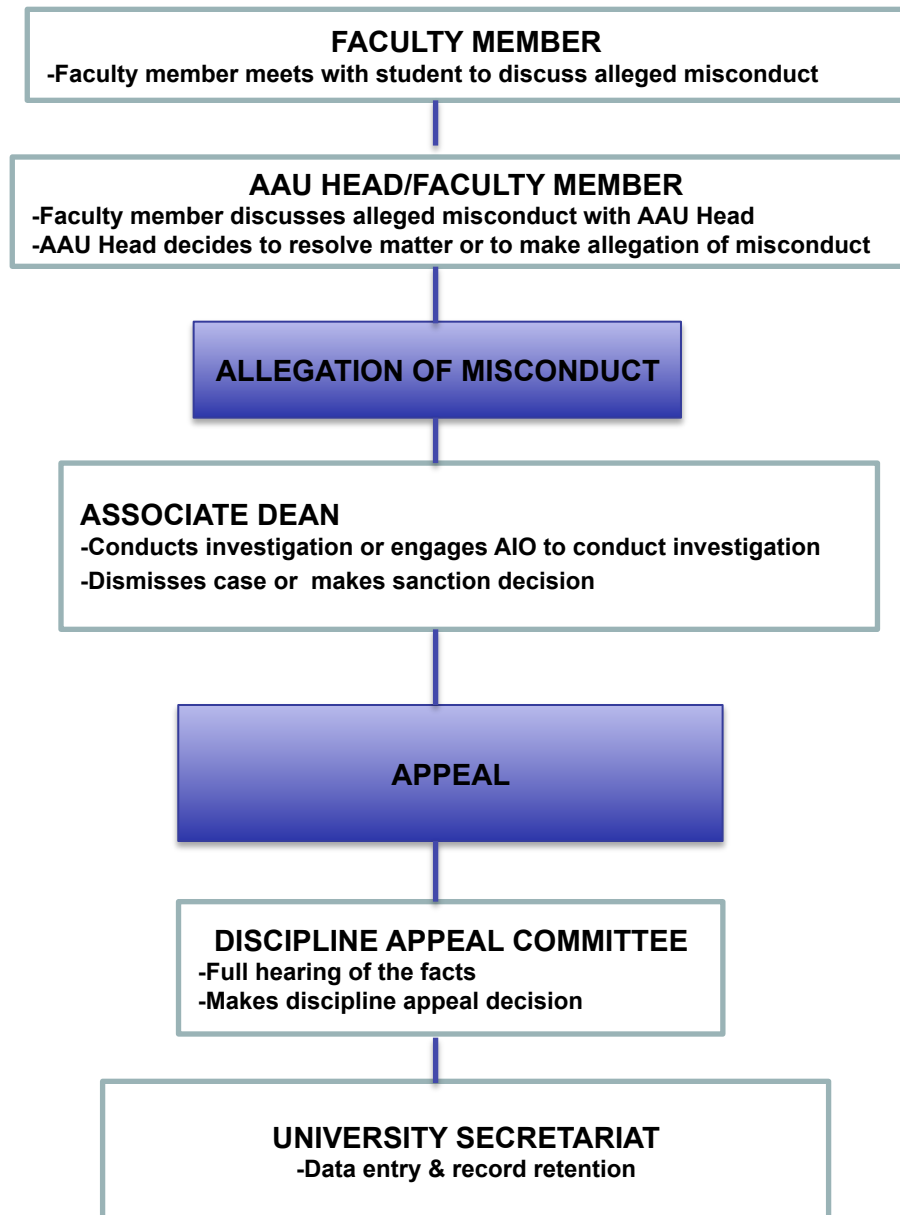 FACULTY MEMBER
-Faculty member meets with student to discuss alleged misconduct
AAU HEAD/FACULTY MEMBER
-Faculty member discusses alleged misconduct with AAU Head
-AAU Head decides to resolve matter or to make allegation of misconduct
ALLEGATION OF MISCONDUCT
ASSOCIATE DEAN
-Conducts investigation or engages AIO to conduct investigation
-Dismisses case or  makes sanction decision
APPEAL
DISCIPLINE APPEAL COMMITTEE
-Full hearing of the facts
-Makes discipline appeal decision
UNIVERSITY SECRETARIAT
-Data entry & record retention